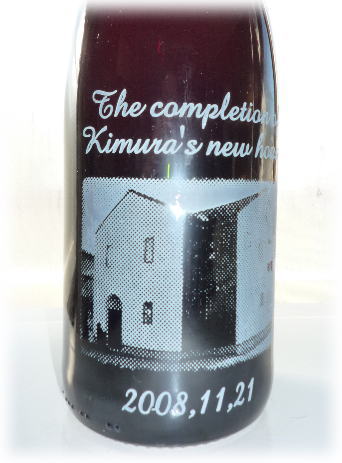 The completion
Kimura's new
2008,11,21